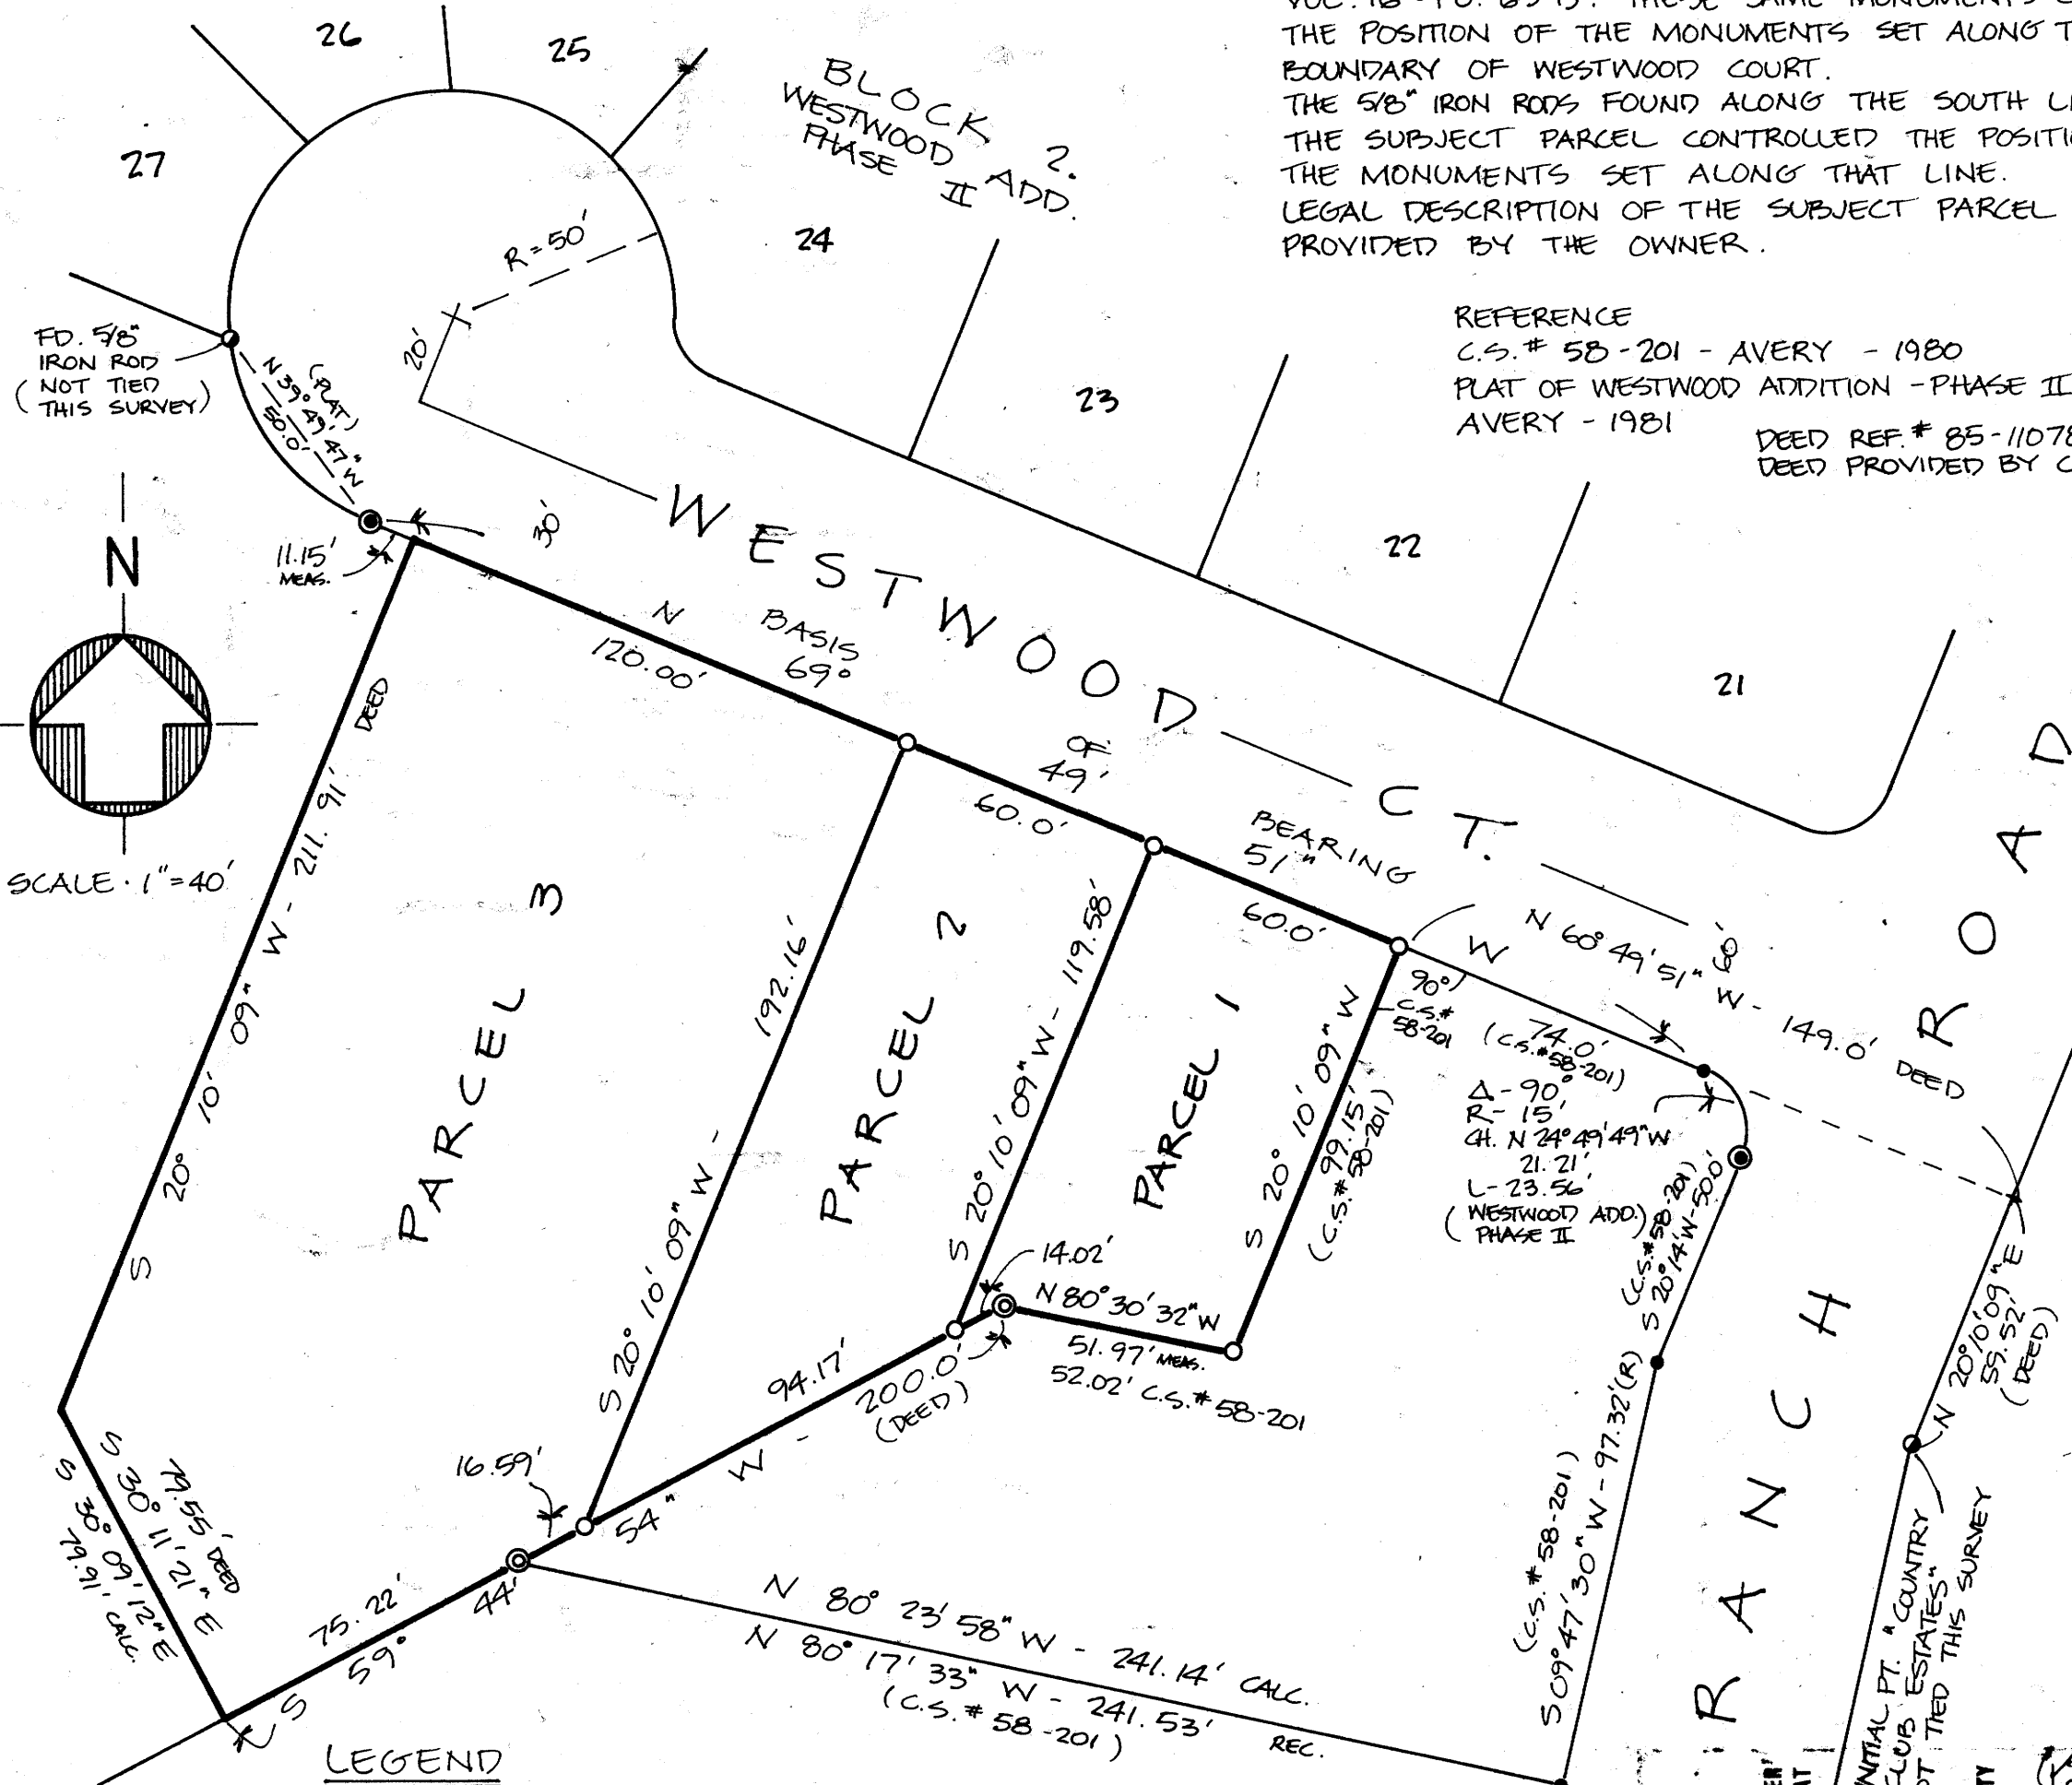 THE POSITION OF THE MONUMENTS SET ALONG
BOUNDARY OF WESTWOOD COURT.
THE 5/8" IRON RODS FOUND ALONG THE SOUTH
THE SUBJECT PARCEL CONTROLLED THE
THE MONUMENTS SET ALONG THAT LINE.
LEGAL DESCRIPTION OF THE SUBJECT PARCEL
PROVIDED BY THE OWNER.
REFERENCE
C.S.# 58-201 - AVERY - 1980
PLAT OF WESTWOOD ADDITION - PHASE II
AVERY - 1981
DEED REF.# 85-11078
DEED PROVIDED BY C
26
25
27
24
23
22
21
BLOCK 2.
WESTWOOD ADD.
PHASE II
R=50'
20'
FD. 5/8"
IRON ROD
( NOT TIED
THIS SURVEY)
(PLAT)
N 39° 49' 47" W
50.0'
11.15'
MEAS.
30'
N
SCALE · 1"=40'
WESTWOOD CT.
BASIS OF BEARING
N 69° 49' 51" W
120.00'
60.0'
60.0'
60'
N 60° 49' 51" W - 149.0' DEED
S 20° 10' 09" W - 211.91' DEED
PARCEL 3
S 20° 10' 09" W - 192.16'
PARCEL 2
S 20° 10' 09" W - 119.58'
PARCEL 1
S 20° 10' 09" W
99.15'
(C.S.# 58-201)
90°
C.S.#
58-201
74.0'
(C.S.#58-201)
Δ - 90°
R - 15'
CH. N 24° 49' 49" W
21.21'
L - 23.56'
( WESTWOOD ADD.)
PHASE II
(C.S.#58-201)
S 20° 14' W - 50.0'
14.02'
N 80° 30' 32" W
51.97' MEAS.
52.02' C.S.#58-201
94.17'
200.0'
(DEED)
16.59'
75.22'
S 59° 44' 54" W -
79.55' DEED
S 30° 11' 21" E
S 30° 09' 12" E
79.91' CALC.
N 80° 23' 58" W - 241.14' CALC.
N 80° 17' 33" W - 241.53' REC.
(C.S.# 58-201)
(C.S.# 58-201)
S 09° 47' 30" W - 97.32' (R)
RANCH ROAD
N 20° 10' 09" E
59.52'
(DEED)
PT. "COUNTRY
CLUB ESTATES"
TIED THIS SURVEY
LEGEND